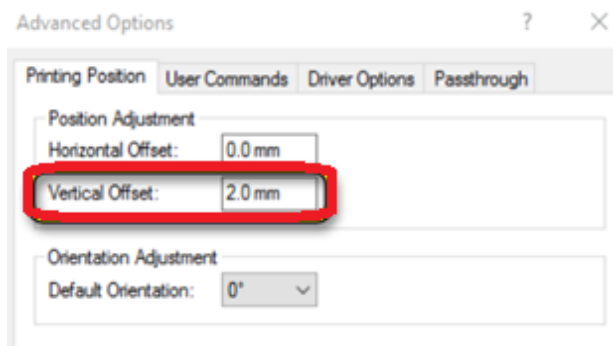 Advanced Options ? ×
Printing Position User Commands Driver Options Passthrough
Position Adjustment
Horizontal Offset: 0.0 mm
Vertical Offset: 2.0 mm
Orientation Adjustment
Default Orientation: 0°